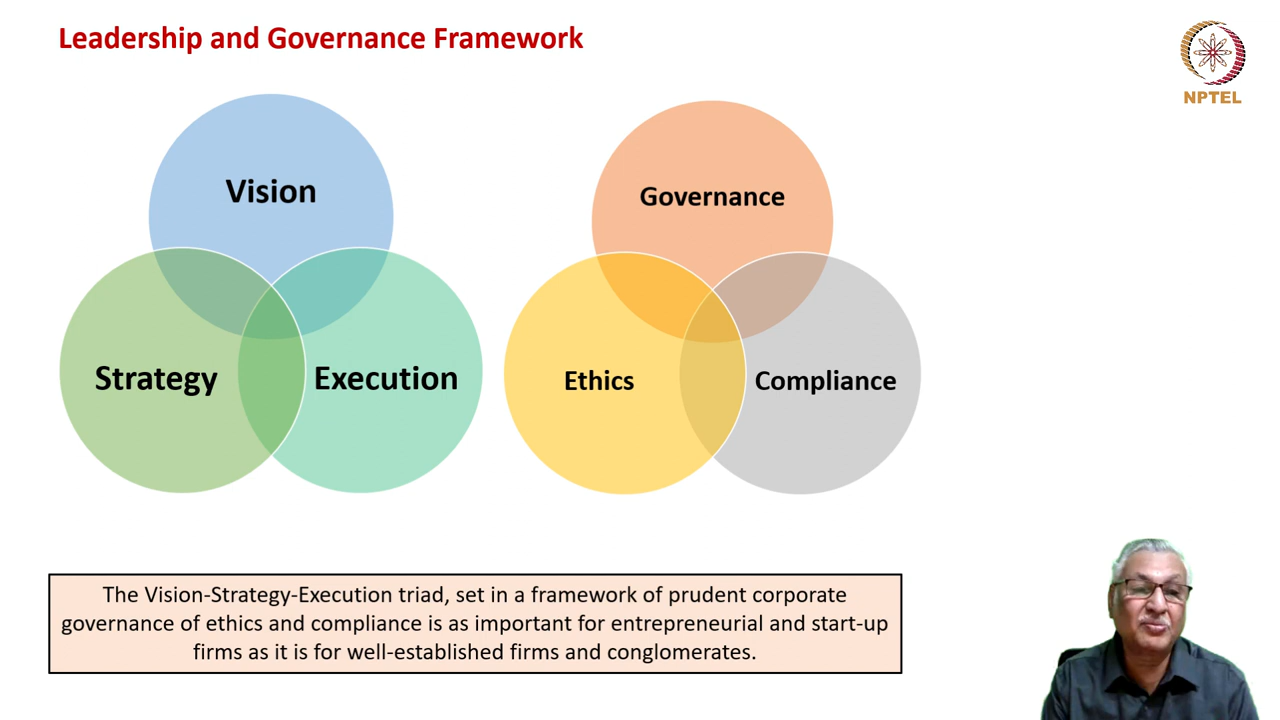 Leadership and Governance Framework
NPTEL
Vision
Strategy
Execution
Governance
Ethics
Compliance
The Vision-Strategy-Execution triad, set in a framework of prudent corporate
governance of ethics and compliance is as important for entrepreneurial and start-up
firms as it is for well-established firms and conglomerates.